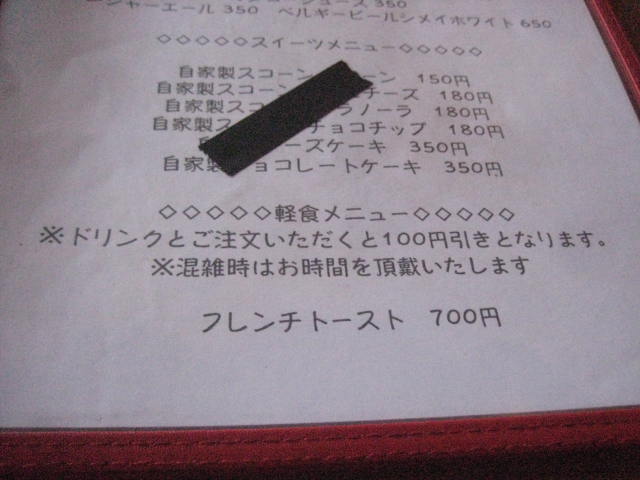 ンジャーエール 350 ベルギービールシメイホワイト 650
◇◇◇◇◇スイーツメニュー◇◇◇◇◇
自家製スコーン ーン 150円
自家製スコー チーズ 180円
自家製スコ ラノーラ 180円
自家製ス チョコチップ 180円
ーズケーキ 350円
自家製 ョコレートケーキ 350円
◇◇◇◇◇軽食メニュー◇◇◇◇◇
※ドリンクとご注文いただくと100円引きとなります。
※混雑時はお時間を頂戴いたします
フレンチトースト 700円